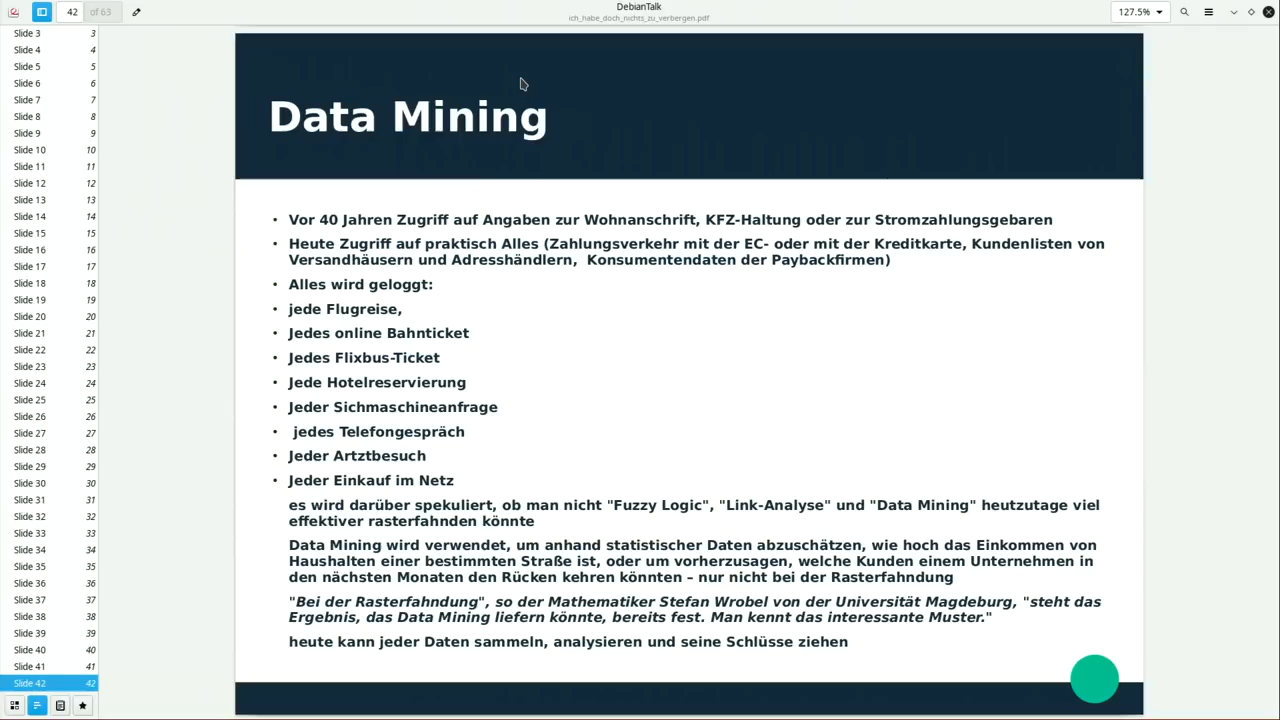 DebianTalk
ich_habe_doch_nichts_zu_verbergen.pdf
42 of 63
127.5%
Slide 3 3
Slide 4 4
Slide 5 5
Slide 6 6
Slide 7 7
Slide 8 8
Slide 9 9
Slide 10 10
Slide 11 11
Slide 12 12
Slide 13 13
Slide 14 14
Slide 15 15
Slide 16 16
Slide 17 17
Slide 18 18
Slide 19 19
Slide 20 20
Slide 21 21
Slide 22 22
Slide 23 23
Slide 24 24
Slide 25 25
Slide 26 26
Slide 27 27
Slide 28 28
Slide 29 29
Slide 30 30
Slide 31 31
Slide 32 32
Slide 33 33
Slide 34 34
Slide 35 35
Slide 36 36
Slide 37 37
Slide 38 38
Slide 39 39
Slide 40 40
Slide 41 41
Slide 42 42
Data Mining
• Vor 40 Jahren Zugriff auf Angaben zur Wohnanschrift, KFZ-Haltung oder zur Stromzahlungsgebaren
• Heute Zugriff auf praktisch Alles (Zahlungsverkehr mit der EC- oder mit der Kreditkarte, Kundenlisten von
Versandhäusern und Adresshändlern, Konsumentendaten der Paybackfirmen)
• Alles wird geloggt:
• jede Flugreise,
• Jedes online Bahnticket
• Jedes Flixbus-Ticket
• Jede Hotelreservierung
• Jeder Sichmaschineanfrage
• jedes Telefongespräch
• Jeder Artztbesuch
• Jeder Einkauf im Netz
es wird darüber spekuliert, ob man nicht "Fuzzy Logic", "Link-Analyse" und "Data Mining" heutzutage viel
effektiver rasterfahnden könnte
Data Mining wird verwendet, um anhand statistischer Daten abzuschätzen, wie hoch das Einkommen von
Haushalten einer bestimmten Straße ist, oder um vorherzusagen, welche Kunden einem Unternehmen in
den nächsten Monaten den Rücken kehren könnten – nur nicht bei der Rasterfahndung
"Bei der Rasterfahndung", so der Mathematiker Stefan Wrobel von der Universität Magdeburg, "steht das
Ergebnis, das Data Mining liefern könnte, bereits fest. Man kennt das interessante Muster."
heute kann jeder Daten sammeln, analysieren und seine Schlüsse ziehen